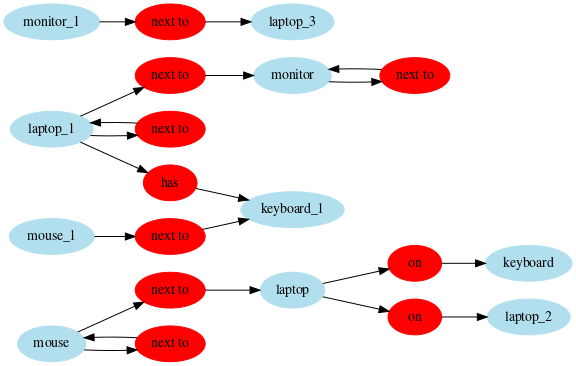 monitor_1 next to laptop_3
next to monitor next to
laptop_1 next to
has
keyboard_1
mouse_1 next to
on keyboard
next to laptop
on laptop_2
mouse next to